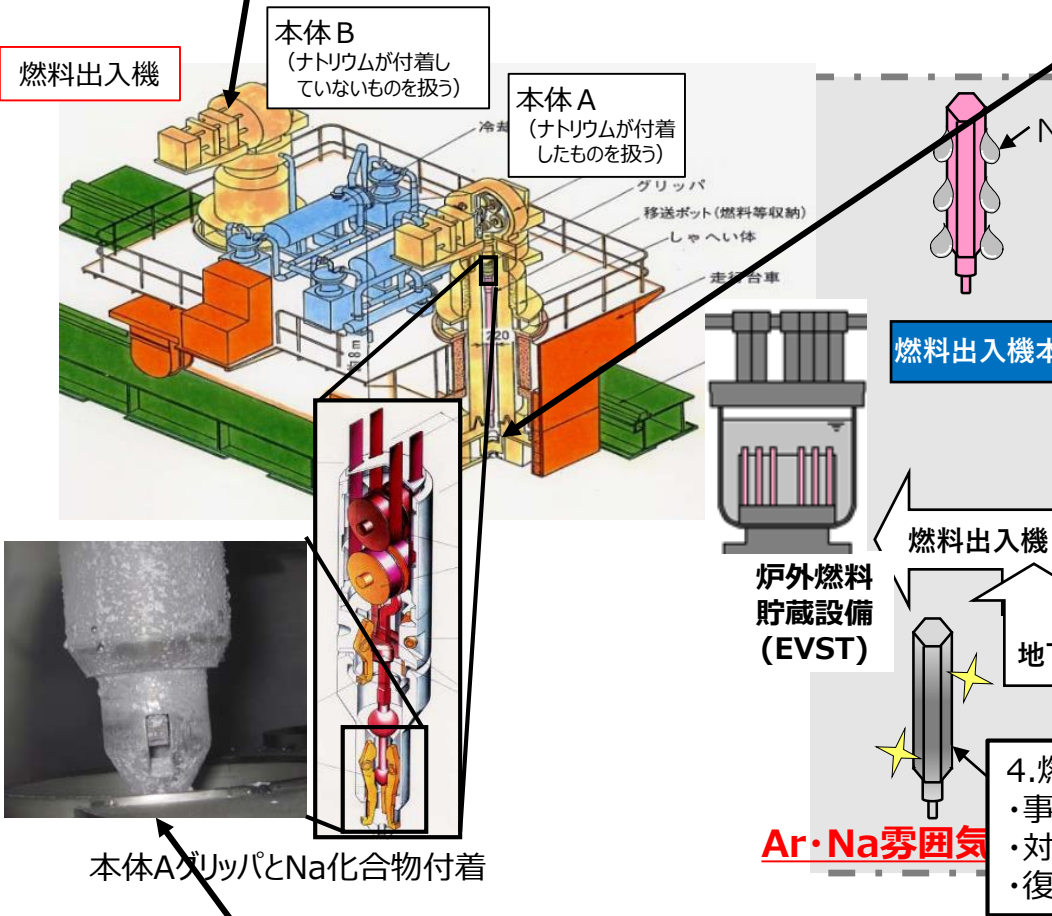 燃料出入機
本体B
(ナトリウムが付着し
ていないものを扱う)
本体A
(ナトリウムが付着
したものを扱う)
冷却
グリッパ
移送ポット(燃料等収納)
しゃへい体
走行台車
220
8m
N
燃料出入機本
炉外燃料
貯蔵設備
(EVST)
燃料出入機
地下
4.燃
・事
・対
・復
Ar・Na雰囲気
本体AグリッパとNa化合物付着